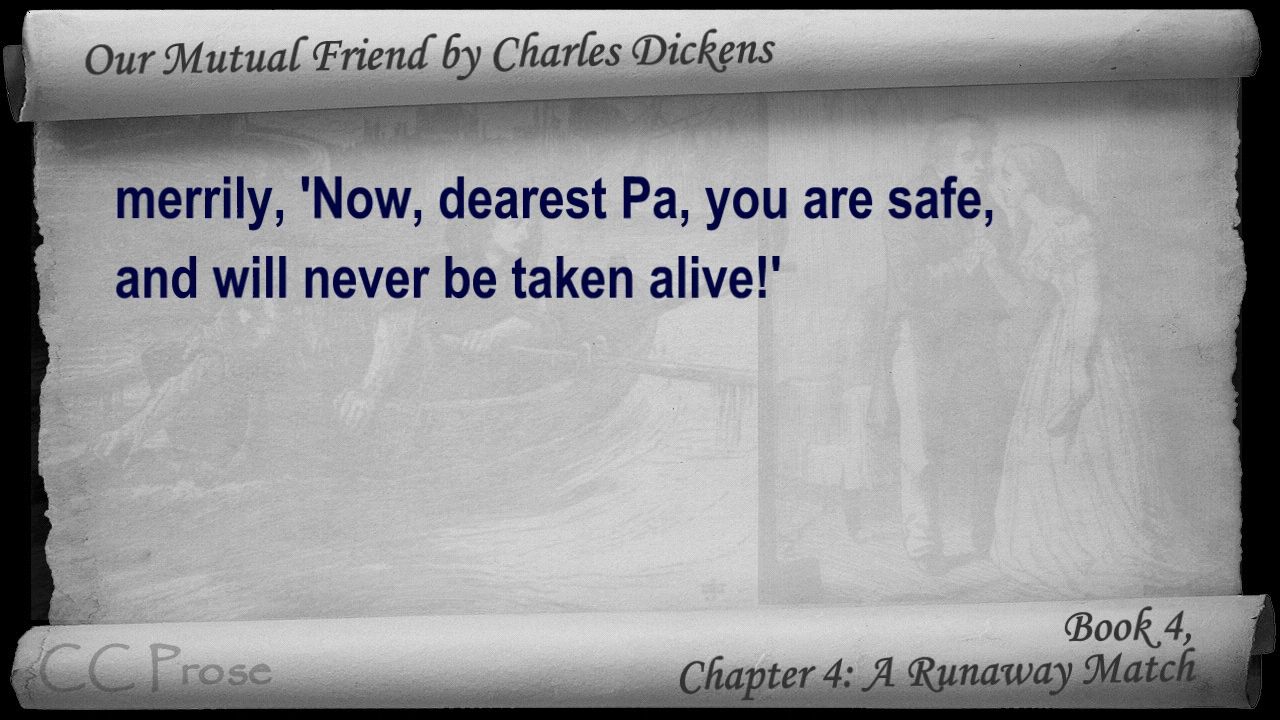 Our Mutual Friend by Charles Dickens
merrily, 'Now, dearest Pa, you are safe,
and will never be taken alive!'
Book 4,
Chapter 4: A Runaway Match
CC Prose